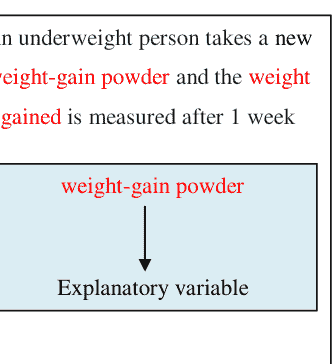 n underweight person takes a new
eight-gain powder and the weight
gained is measured after 1 week
weight-gain powder
Explanatory variable